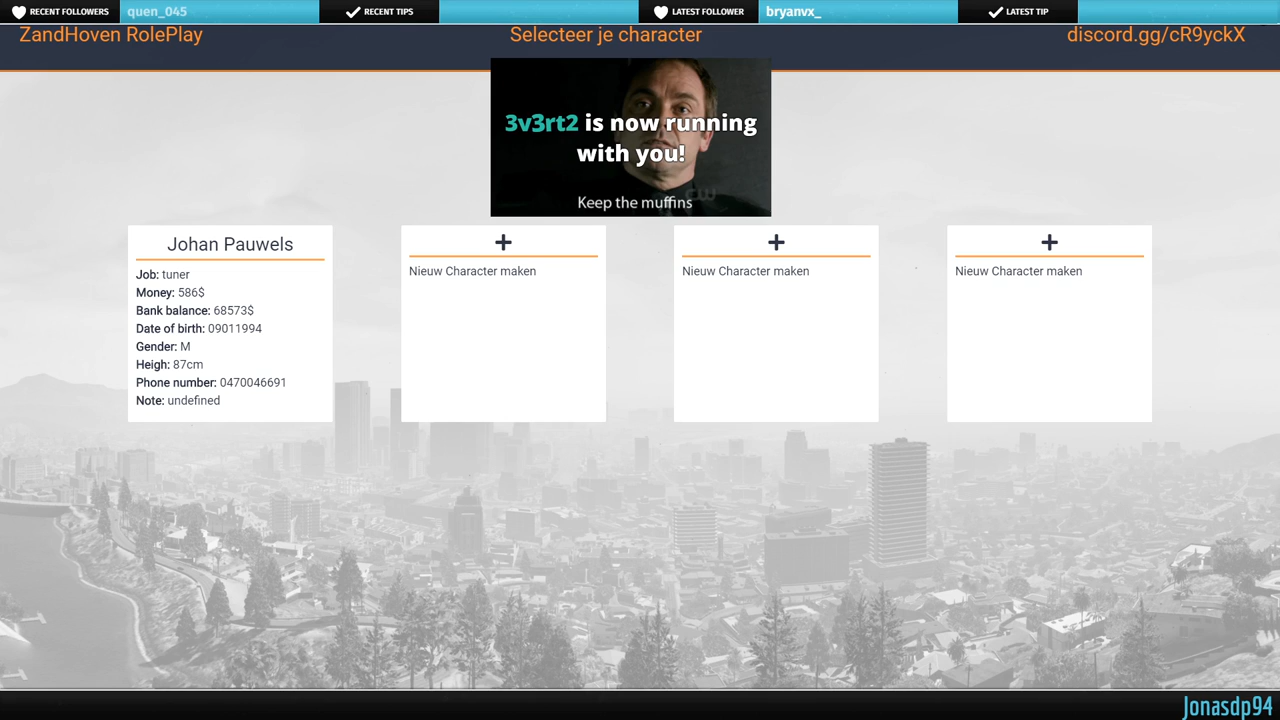 RECENT FOLLOWERS
quen_045
RECENT TIPS
LATEST FOLLOWER
bryanvx_
LATEST TIP
ZandHoven RolePlay
Selecteer je character
discord.gg/cR9yckX
3v3rt2 is now running
with you!
CW
Keep the muffins
Johan Pauwels
Job: tuner
Money: 586$
Bank balance: 68573$
Date of birth: 09011994
Gender: M
Heigh: 87cm
Phone number: 0470046691
Note: undefined
+
Nieuw Character maken
+
Nieuw Character maken
+
Nieuw Character maken
Jonasdp94